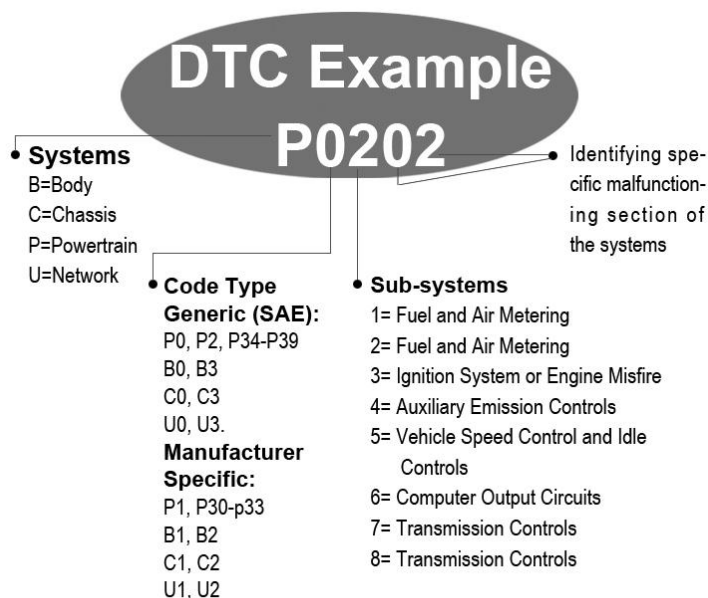 DTC Example
P0202
Systems
B=Body
C=Chassis
P=Powertrain
U=Network
Identifying spe-
cific malfunction-
ing section of
the systems
Code Type
Generic (SAE):
P0, P2, P34-P39
B0, B3
C0, C3
U0, U3.
Manufacturer
Specific:
P1, P30-p33
B1, B2
C1, C2
U1, U2
Sub-systems
1= Fuel and Air Metering
2= Fuel and Air Metering
3= Ignition System or Engine Misfire
4= Auxiliary Emission Controls
5= Vehicle Speed Control and Idle
Controls
6= Computer Output Circuits
7= Transmission Controls
8= Transmission Controls